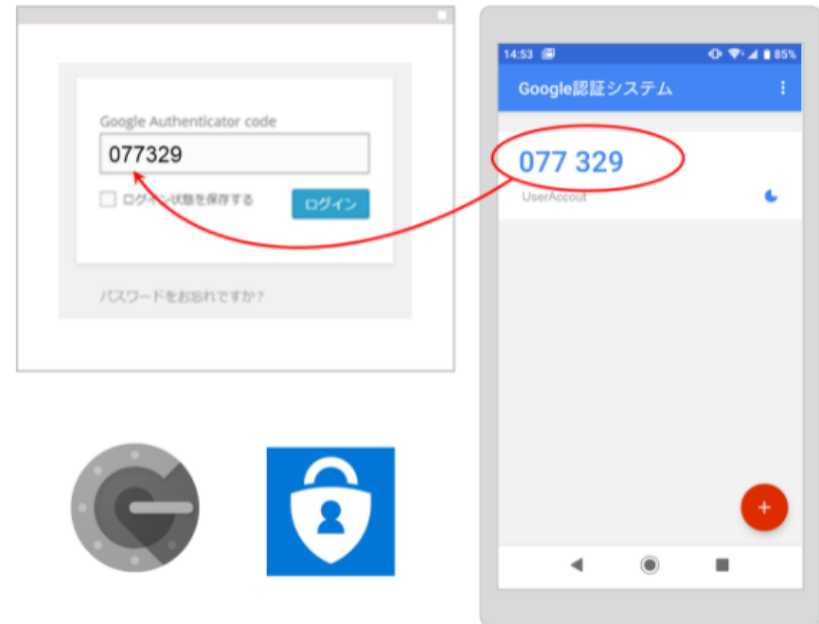 Google Authenticator code
077329
ログイン状態を保存する
ログイン
パスワードをお忘れですか?
14:53
85%
Google認証システム
077 329
UserAccout
+